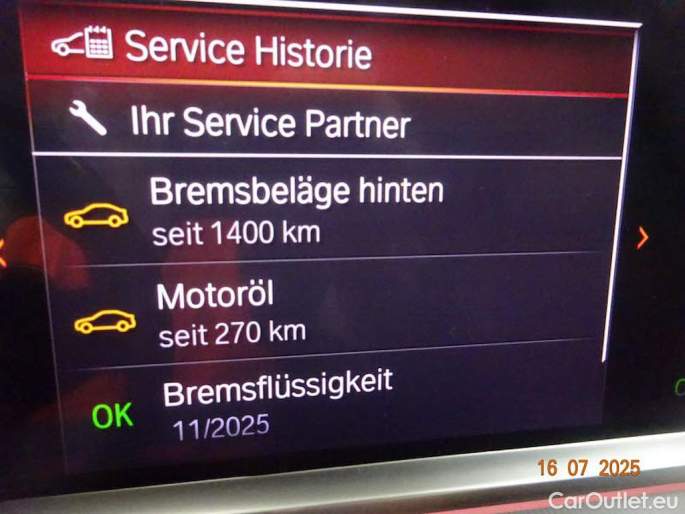 Service Historie
Ihr Service Partner
Bremsbeläge hinten
seit 1400 km
Motoröl
seit 270 km
Bremsflüssigkeit
OK
11/2025
16 07 2025
CarOutlet.eu